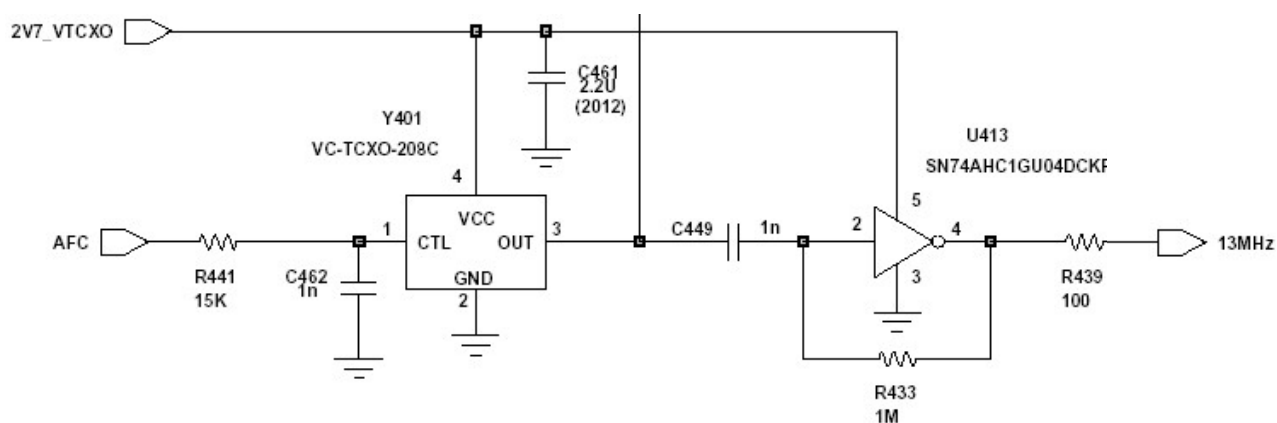 2V7_VTCXO
C461
2.2U
(2012)
Y401
VC-TCXO-208C
U413
SN74AHC1GU04DCKF
4
5
VCC
AFC
1
CTL
OUT
3
C449
1n
2
4
13MHz
R441
15K
C462
1n
GND
2
3
R439
100
R433
1M